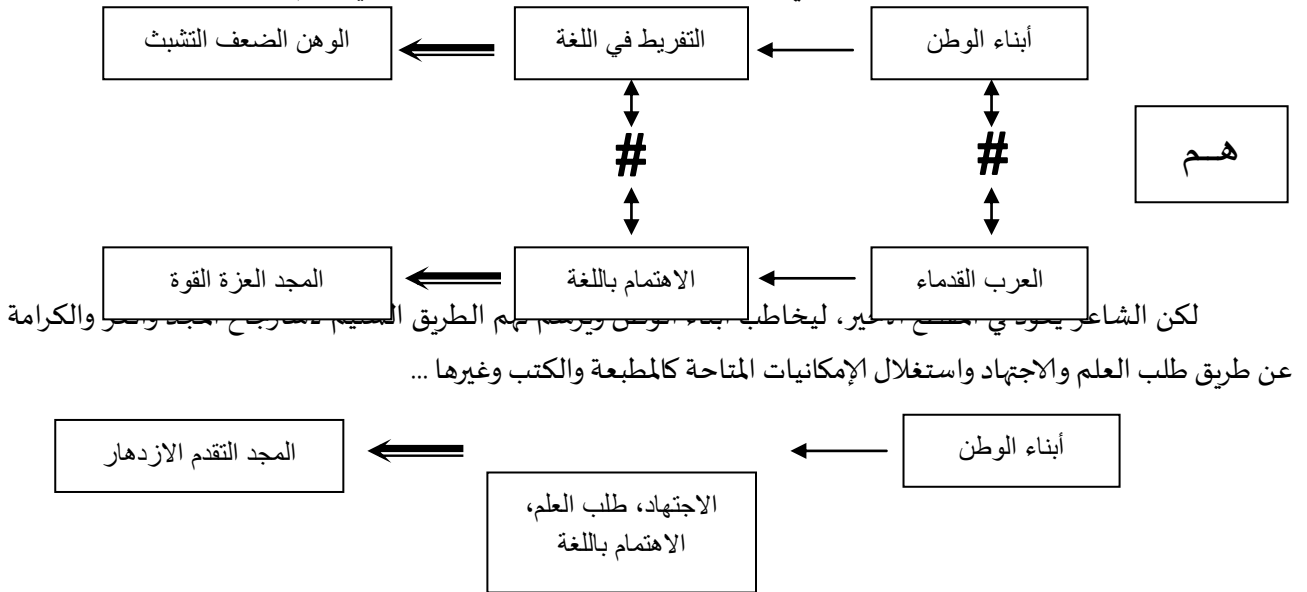 أبناء الوطن
التفريط في اللغة
الوهن الضعف التشبث
#
#
هـم
العرب القدماء
الاهتمام باللغة
المجد العزة القوة
لكن الشاعر يعود في المقطع الأخير، ليخاطب أبناء الوطن ويرسم لهم الطريق السليم لاسترجاع المجد والعز والكرامة
عن طريق طلب العلم والاجتهاد واستغلال الإمكانيات المتاحة كالمطبعة والكتب وغيرها ...
أبناء الوطن
المجد التقدم الازدهار
الاجتهاد، طلب العلم،
الاهتمام باللغة